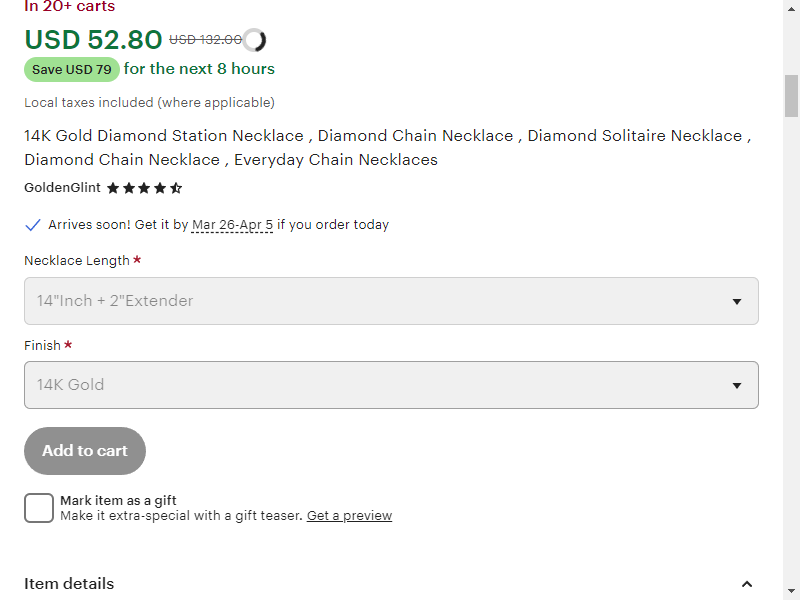 In 20+ carts
USD 52.80 USD 132.00
Save USD 79 for the next 8 hours
Local taxes included (where applicable)
14K Gold Diamond Station Necklace , Diamond Chain Necklace , Diamond Solitaire Necklace ,
Diamond Chain Necklace , Everyday Chain Necklaces
GoldenGlint
Arrives soon! Get it by Mar 26-Apr 5 if you order today
Necklace Length *
14"Inch + 2"Extender
Finish *
14K Gold
Add to cart
Mark item as a gift
Make it extra-special with a gift teaser. Get a preview
Item details